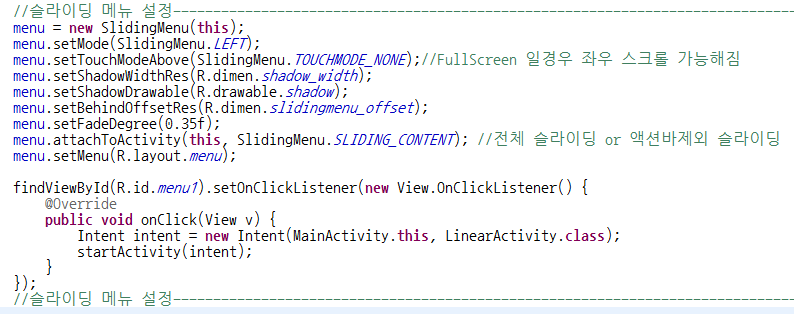 //슬라이딩 메뉴 설정------------------------------------------------------------------------------
menu = new SlidingMenu(this);
menu.setMode(SlidingMenu.LEFT);
menu.setTouchModeAbove(SlidingMenu.TOUCHMODE_NONE);//FullScreen 일경우 좌우 스크롤 가능해짐
menu.setShadowWidthRes(R.dimen.shadow_width);
menu.setShadowDrawable(R.drawable.shadow);
menu.setBehindOffsetRes(R.dimen.slidingmenu_offset);
menu.setFadeDegree(0.35f);
menu.attachToActivity(this, SlidingMenu.SLIDING_CONTENT); //전체 슬라이딩 or 액션바제외 슬라이딩
menu.setMenu(R.layout.menu);

findViewById(R.id.menu1).setOnClickListener(new View.OnClickListener() {
    @Override
    public void onClick(View v) {
        Intent intent = new Intent(MainActivity.this, LinearActivity.class);
        startActivity(intent);
    }
});
//슬라이딩 메뉴 설정------------------------------------------------------------------------------